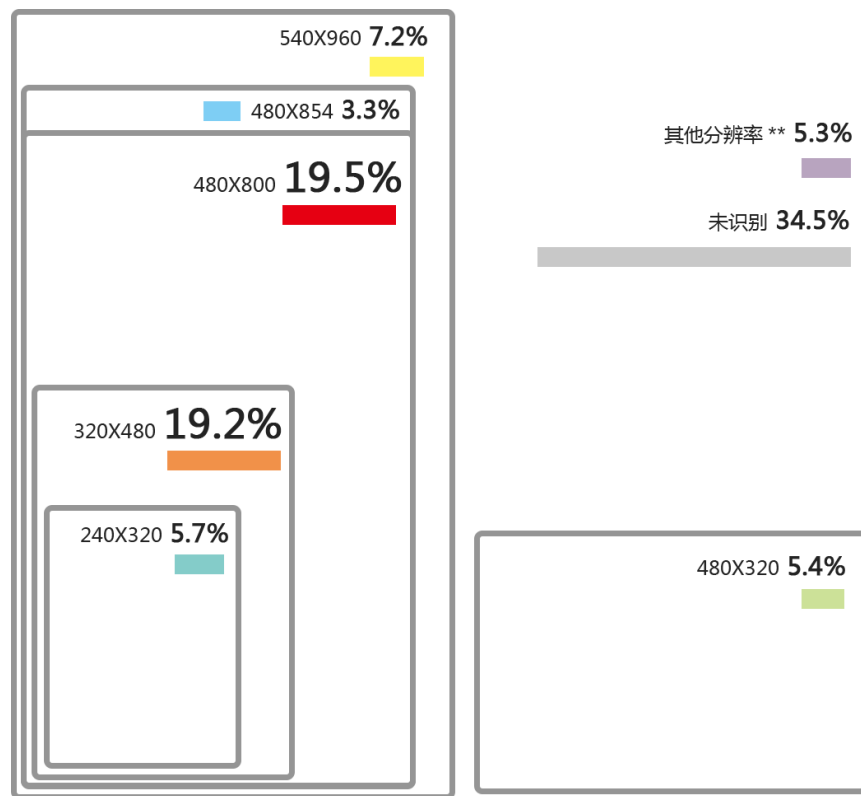 540X960 7.2%
480X854 3.3%
480X800 19.5%
320X480 19.2%
240X320 5.7%
其他分辨率 ** 5.3%
未识别 34.5%
480X320 5.4%